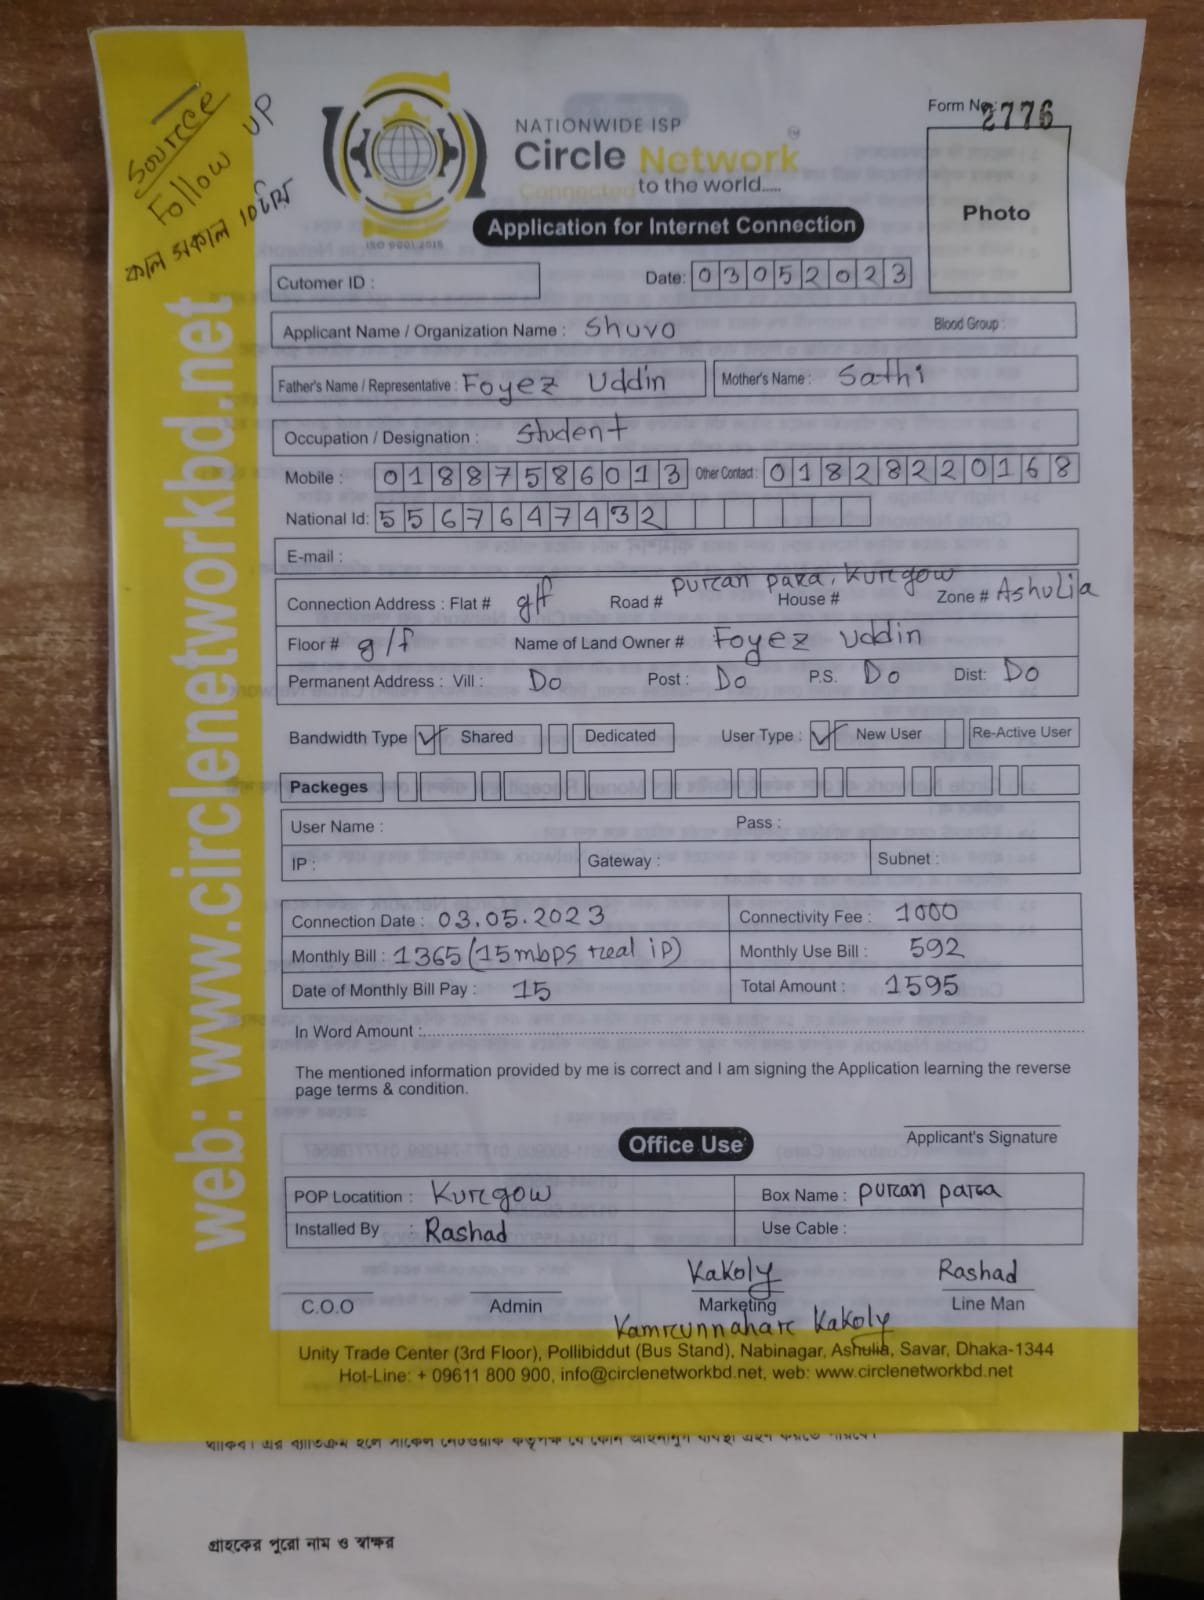 Source
Follow UP
কাল সকাল 10টায়
NATIONWIDE ISP
Circle Network
Connected to the world.....
ISO 9001:2015
Application for Internet Connection
Form No: 2776
Photo
Cutomer ID :
Date: 03052023
Applicant Name / Organization Name : Shuvo Blood Group :
Father's Name / Representative : Foyez Uddin Mother's Name : Sathi
Occupation / Designation : Student
Mobile : 01887586013 Other Contact : 01828220168
National Id: 5567647432
E-mail :
Connection Address : Flat # g/f Road # puran para, Kurgow House # Zone # Ashulia
Floor # g/f Name of Land Owner # Foyez Uddin
Permanent Address : Vill : Do Post : Do P.S. Do Dist: Do
Bandwidth Type Shared Dedicated User Type : New User Re-Active User
Packeges
User Name : Pass :
IP : Gateway : Subnet :
Connection Date : 03.05.2023 Connectivity Fee : 1000
Monthly Bill : 1365 (15mbps real ip) Monthly Use Bill : 592
Date of Monthly Bill Pay : 15 Total Amount : 1595
In Word Amount :
The mentioned information provided by me is correct and I am signing the Application learning the reverse
page terms & condition.
Applicant's Signature
Office Use
POP Locatition : Kurgow Box Name : puran para
Installed By : Rashad Use Cable :
Kakoly Rashad
C.O.O Admin Marketing Line Man
Kamrunnahar Kakoly
Unity Trade Center (3rd Floor), Pollibiddut (Bus Stand), Nabinagar, Ashulia, Savar, Dhaka-1344
Hot-Line: + 09611 800 900, info@circlenetworkbd.net, web: www.circlenetworkbd.net
web: www.circlenetworkbd.net
গ্রাহকের পুরো নাম ও স্বাক্ষর